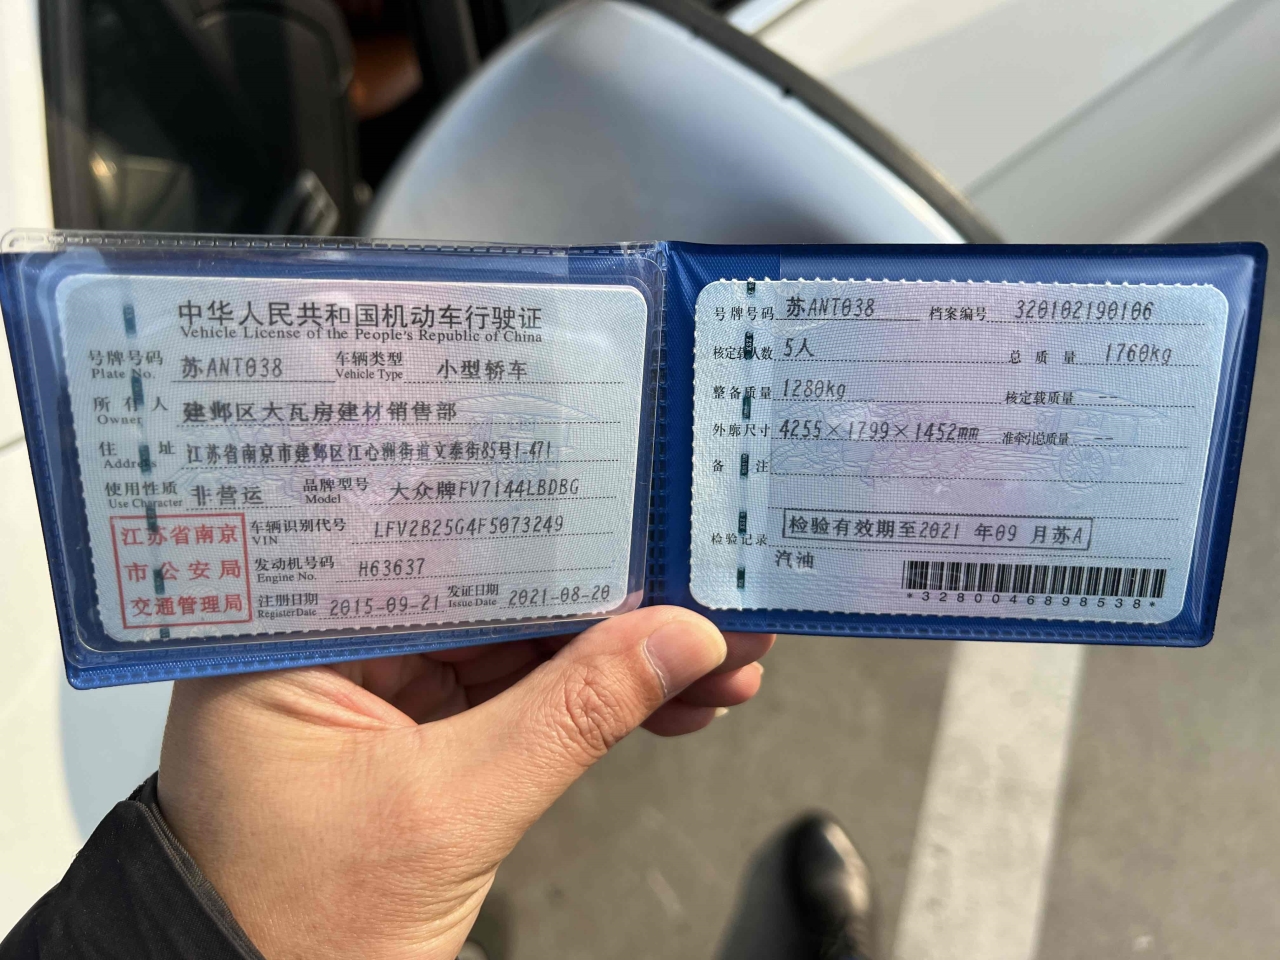 中华人民共和国机动车行驶证
Vehicle License of the People's Republic of China
号牌号码 苏ANT038 车辆类型 小型轿车
Plate No. Vehicle Type
所有人 建邺区大瓦房建材销售部
Owner
住址 江苏省南京市建邺区江心洲街道文泰街85号1-471
Address
使用性质 非营运 品牌型号 大众牌FV7144LBDBG
Use Character Model
江苏省南京
市公安局
交通管理局
车辆识别代号 LFV2B25G4F5073249
VIN
发动机号码 H63637
Engine No.
注册日期 2015-09-21 发证日期 2021-08-20
RegisterDate Issue Date
号牌号码 苏ANT038 档案编号 320102190106
核定载人数 5人 总质量 1760kg
整备质量 1280kg 核定载质量 --
外廓尺寸 4255×1799×1452mm 准牵引总质量 --
备注
检验有效期至2021 年09 月苏A
检验记录
汽油
*3280046898538*